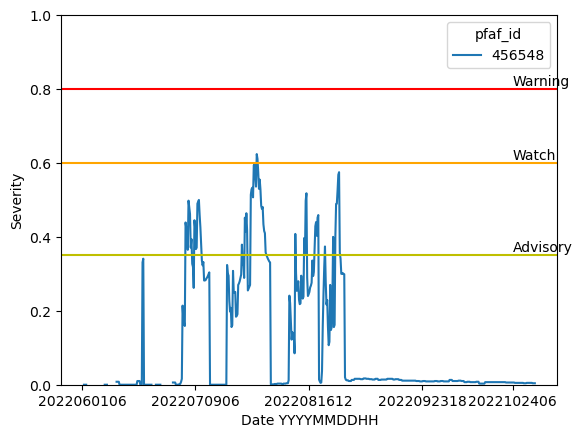 1.0
pfaf_id
456548
0.8
Warning
0.6
Watch
Severity
0.4
Advisory
0.2
0.0
2022060106 2022070906 2022081612 2022092318 2022102406
Date YYYYMMDDHH